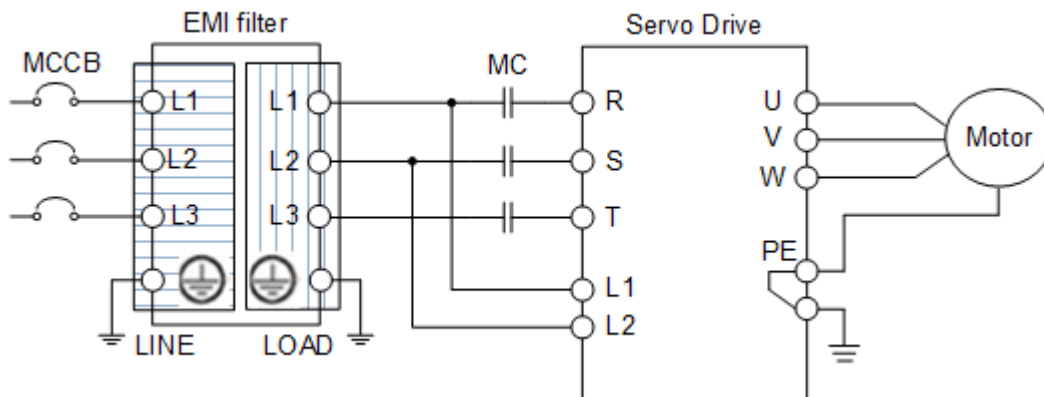 EMI filter
Servo Drive
MCCB
MC
L1
L1
R
U
V
Motor
L2
L2
S
W
L3
L3
T
PE
L1
L2
LINE
LOAD